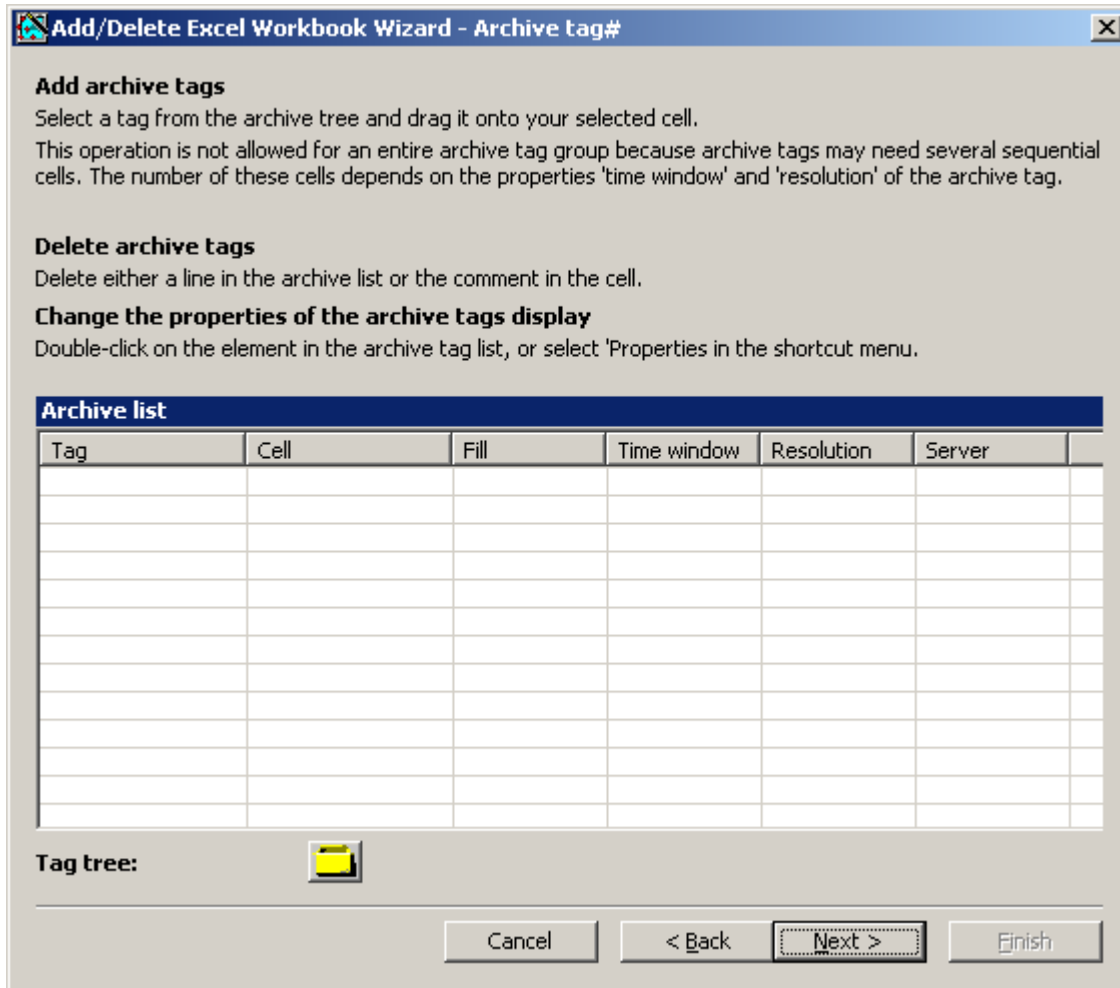 Add/Delete Excel Workbook Wizard - Archive tag#
Add archive tags
Select a tag from the archive tree and drag it onto your selected cell.
This operation is not allowed for an entire archive tag group because archive tags may need several sequential
cells. The number of these cells depends on the properties 'time window' and 'resolution' of the archive tag.
Delete archive tags
Delete either a line in the archive list or the comment in the cell.
Change the properties of the archive tags display
Double-click on the element in the archive tag list, or select 'Properties in the shortcut menu.
Archive list
Tag Cell Fill Time window Resolution Server
Tag tree:
Cancel < Back Next > Finish